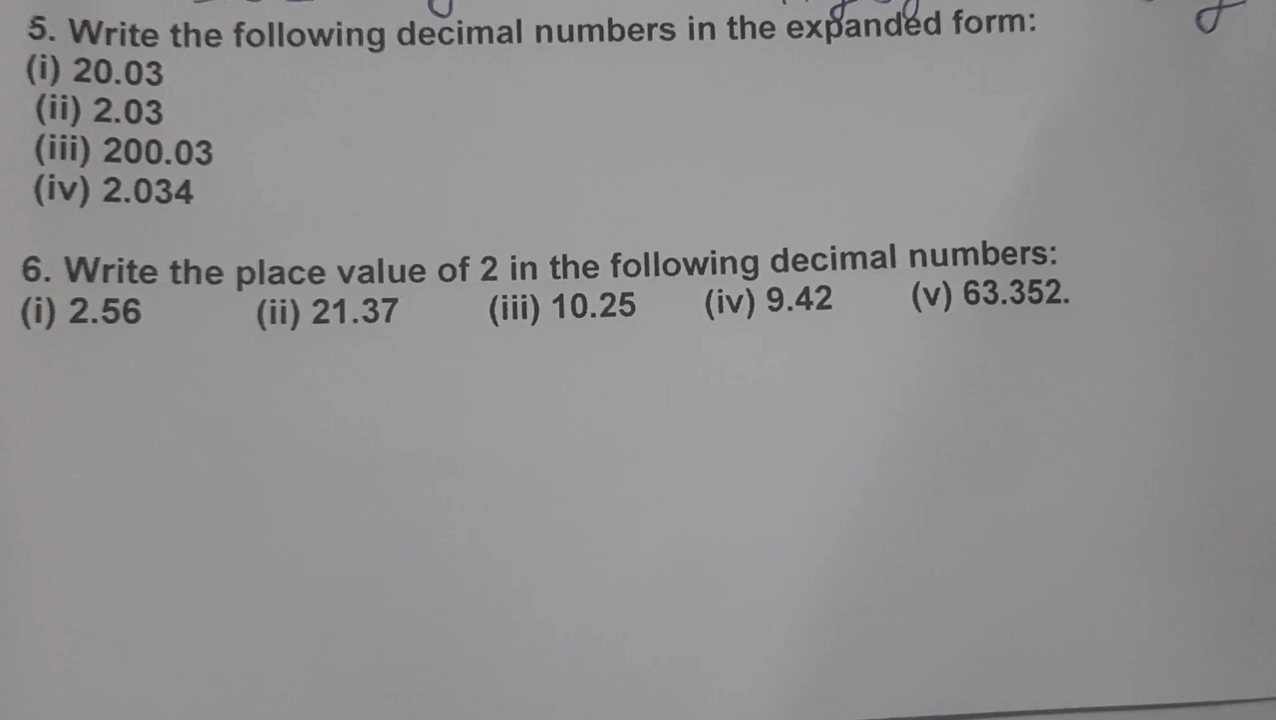 5. Write the following decimal numbers in the expanded form:
(i) 20.03
(ii) 2.03
(iii) 200.03
(iv) 2.034
6. Write the place value of 2 in the following decimal numbers:
(i) 2.56 (ii) 21.37 (iii) 10.25 (iv) 9.42 (v) 63.352.